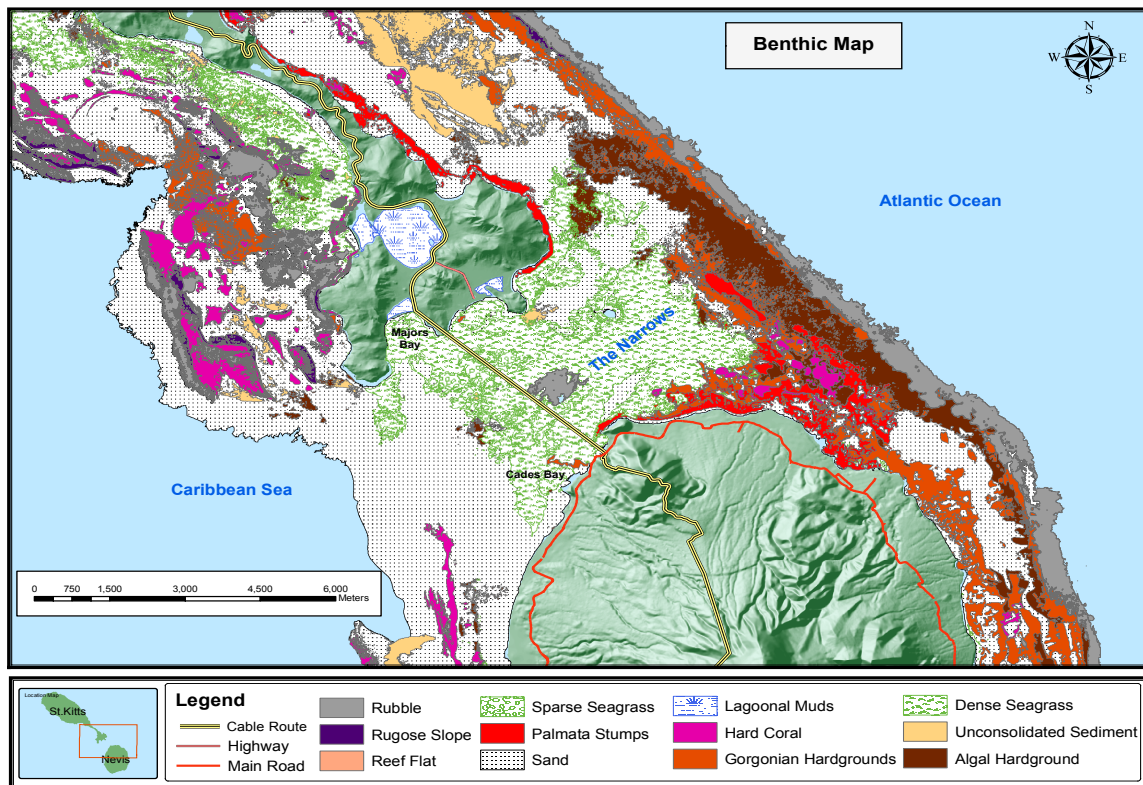 Benthic Map
N
W E
S
Atlantic Ocean
The Narrows
Majors
Bay
Cades Bay
Caribbean Sea
0 750 1,500 3,000 4,500 6,000
Meters
Location Map
St.Kitts
Nevis
Legend
Cable Route
Highway
Main Road
Rubble
Rugose Slope
Reef Flat
Sparse Seagrass
Palmata Stumps
Sand
Lagoonal Muds
Hard Coral
Gorgonian Hardgrounds
Dense Seagrass
Unconsolidated Sediment
Algal Hardground